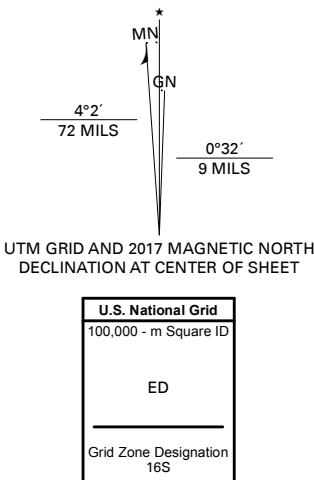 ★
MN
GN
4°2´
72 MILS
0°32´
9 MILS
UTM GRID AND 2017 MAGNETIC NORTH
DECLINATION AT CENTER OF SHEET
U.S. National Grid
100,000 - m Square ID
ED
Grid Zone Designation
16S